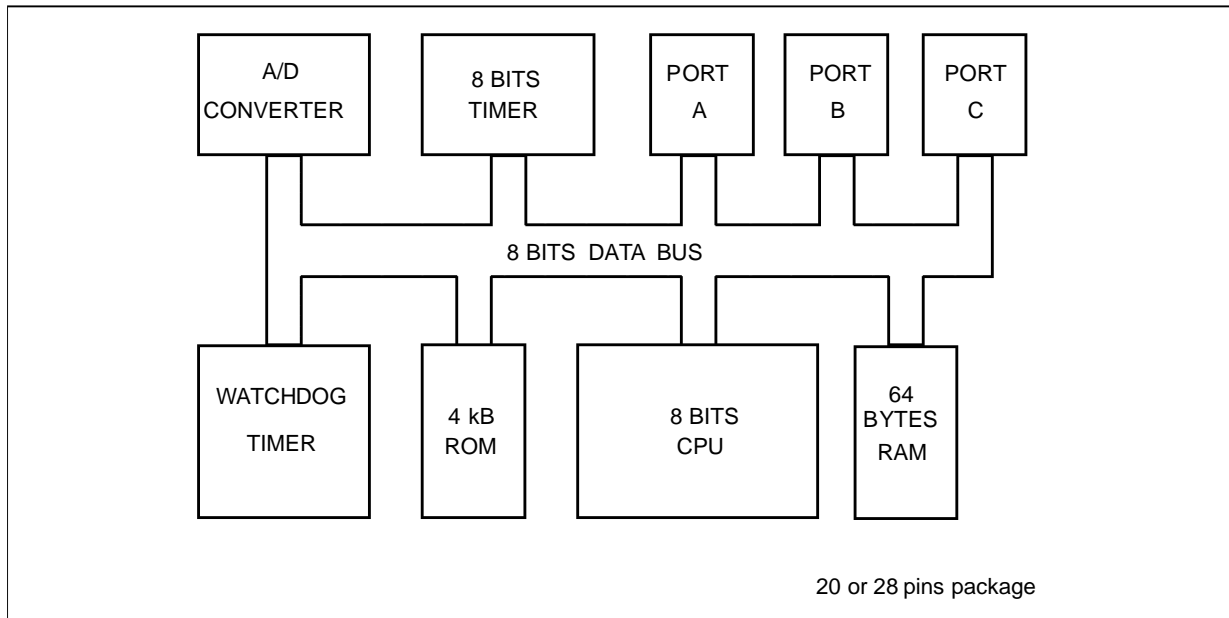 A/D
CONVERTER
8 BITS
TIMER
PORT
A
PORT
B
PORT
C
8 BITS DATA BUS
WATCHDOG
TIMER
4 kB
ROM
8 BITS
CPU
64
BYTES
RAM
20 or 28 pins package